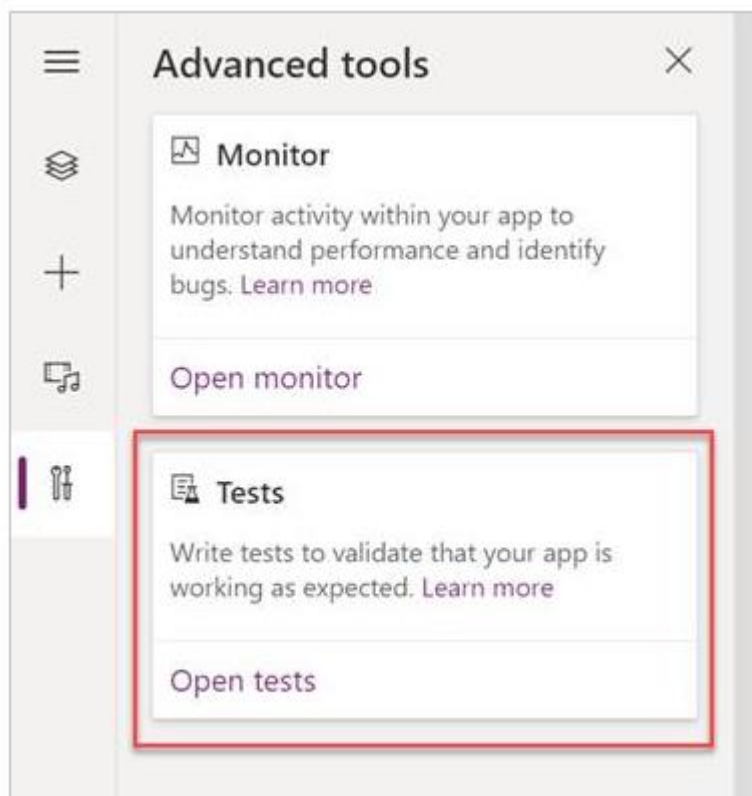 Advanced tools
Monitor
Monitor activity within your app to
understand performance and identify
bugs. Learn more
Open monitor
Tests
Write tests to validate that your app is
working as expected. Learn more
Open tests